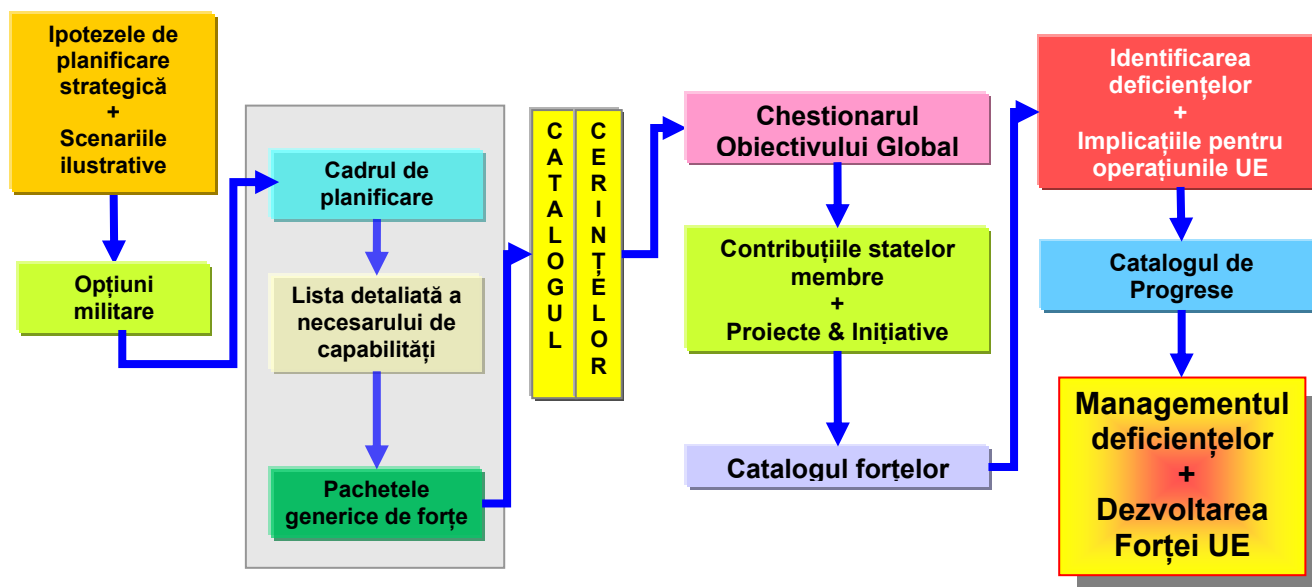 Ipotezele de
planificare
strategică
+
Scenariile
ilustrative
Opțiuni
militare
Cadrul de
planificare
Lista detaliată a
necesarului de
capabilități
Pachetele
generice de forțe
CATALOGUL
CERINȚELOR
Chestionarul
Obiectivului Global
Contribuțiile statelor
membre
+
Proiecte & Inițiative
Catalogul forțelor
Identificarea
deficiențelor
+
Implicațiile pentru
operațiunile UE
Catalogul de
Progrese
Managementul
deficiențelor
+
Dezvoltarea
Forței UE